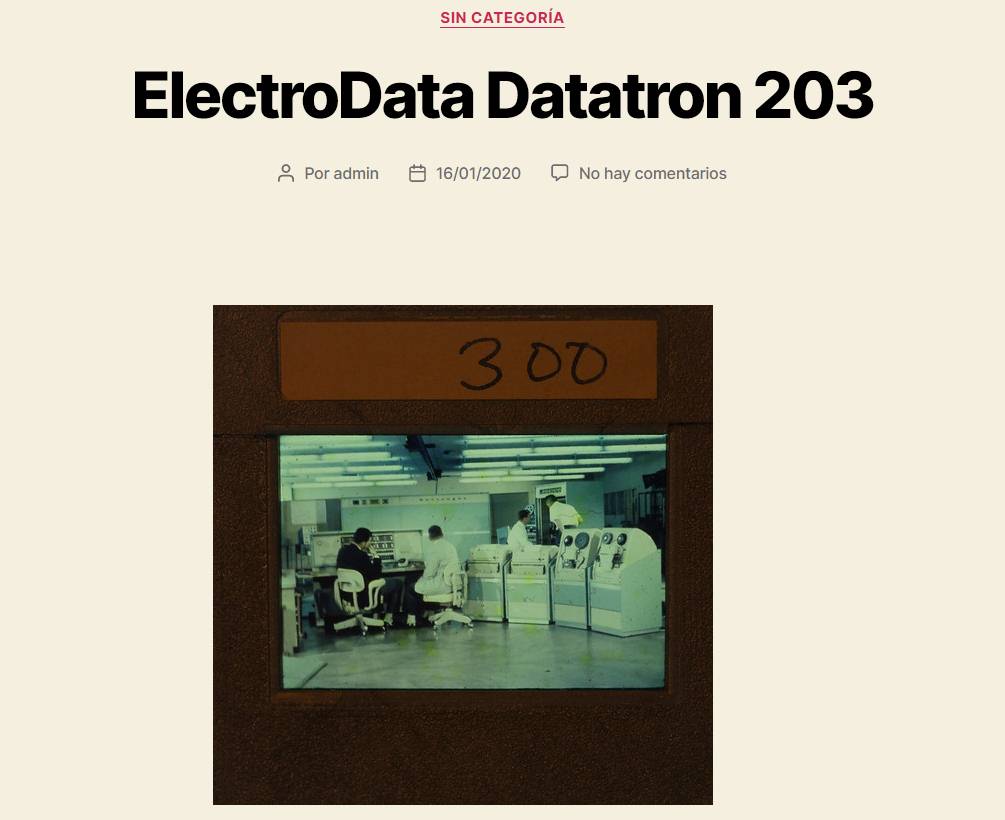 SIN CATEGORÍA
ElectroData Datatron 203
Por admin 16/01/2020 No hay comentarios
300